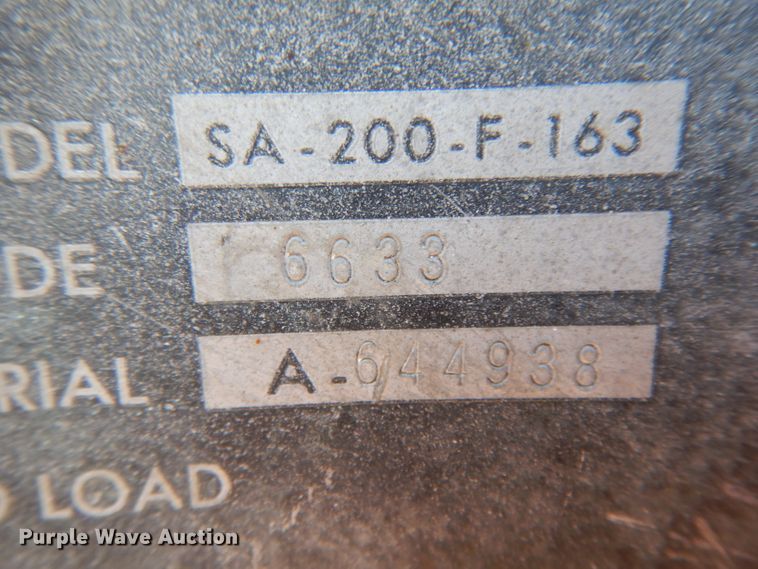 DEL SA-200-F-163
DE 6633
RIAL A-644938
O LOAD
Purple Wave Auction